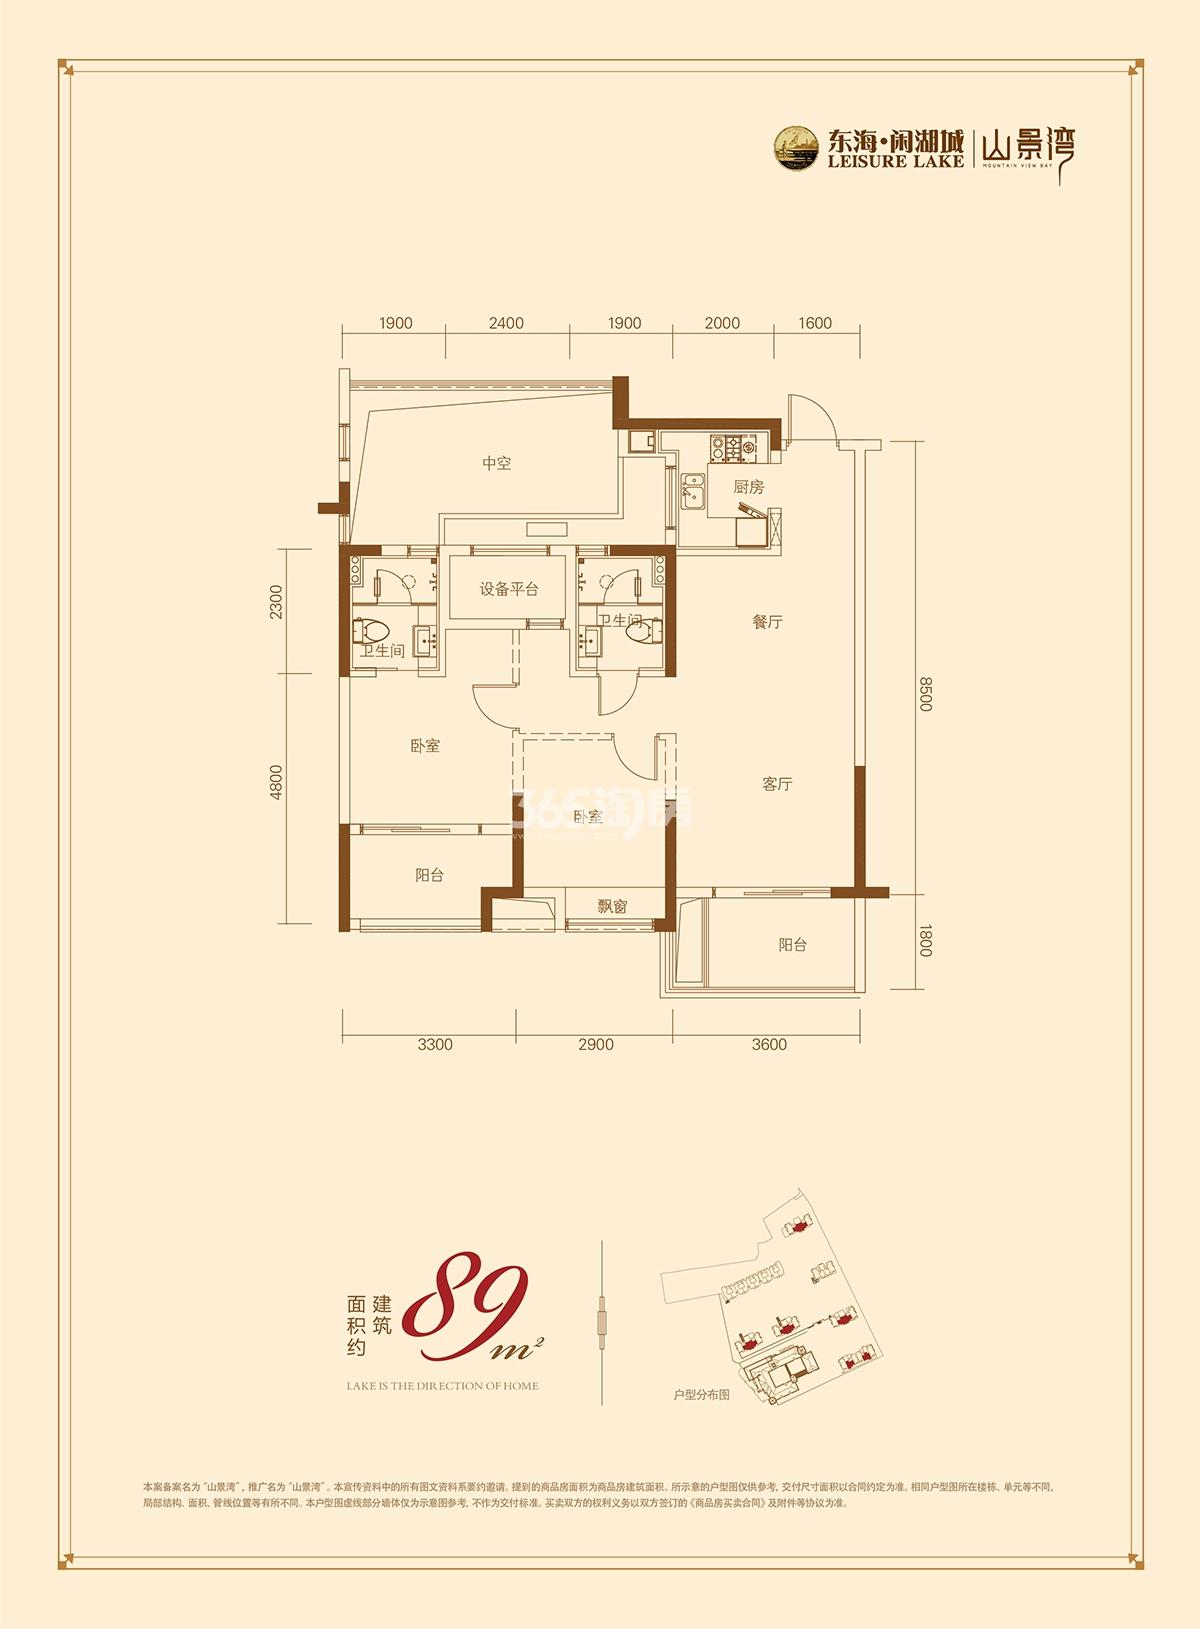 东海·闲湖城
LEISURE LAKE
山景湾
MOUNTAIN VIEW BAY
1900 2400 1900 2000 1600
中空
厨房
2300
设备平台
卫生间
卫生间
餐厅
8500
4800
卧室
客厅
365淘房
卧室
阳台
飘窗
阳台
1800
3300 2900 3600
建筑
面积约
89m²
LAKE IS THE DIRECTION OF HOME
户型分布图
本案备案名为“山景湾”，推广名为“山景湾”。本宣传资料中的所有图文资料系要约邀请，提到的商品房面积为商品房建筑面积。所示意的户型图仅供参考，交付尺寸面积以合同约定为准。相同户型图所在楼栋、单元等不同，
局部结构、面积、管线位置等有所不同。本户型图虚线部分墙体仅为示意图参考，不作为交付标准。买卖双方的权利义务以双方签订的《商品房买卖合同》及附件等协议为准。